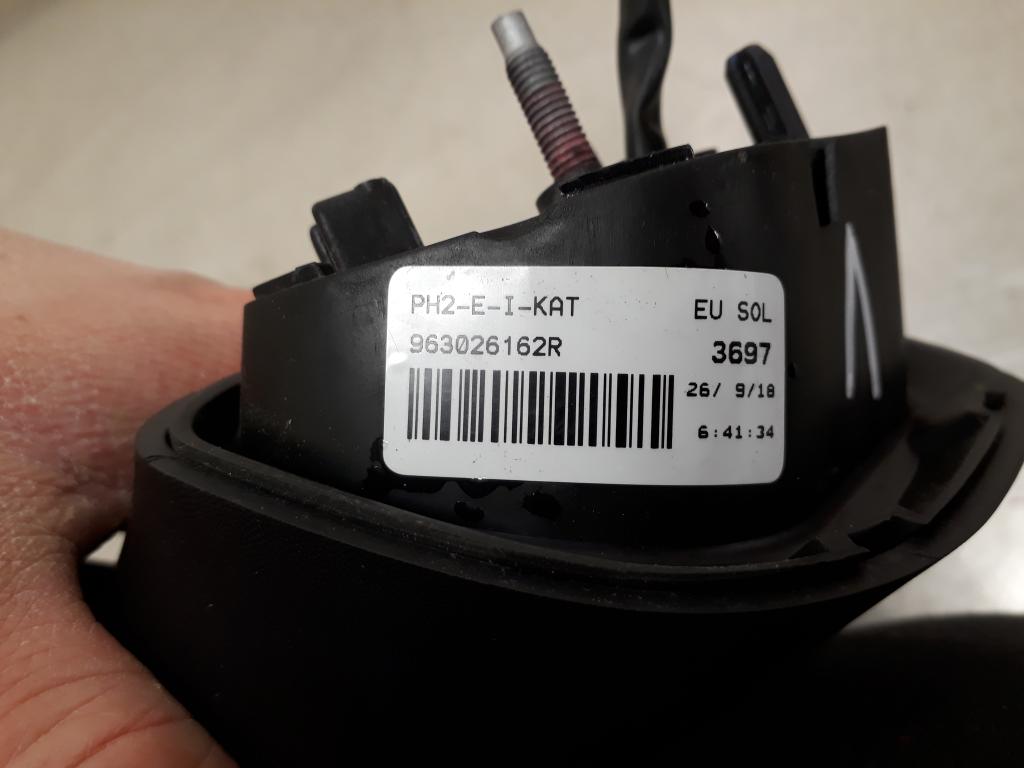 PH2-E-I-KAT EU SOL
963026162R 3697
26/ 9/18
6:41:34